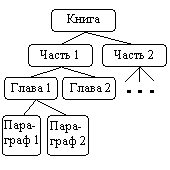 Книга
Часть 1 Часть 2
Глава 1 Глава 2 ...
Пара- Пара-
граф 1 граф 2